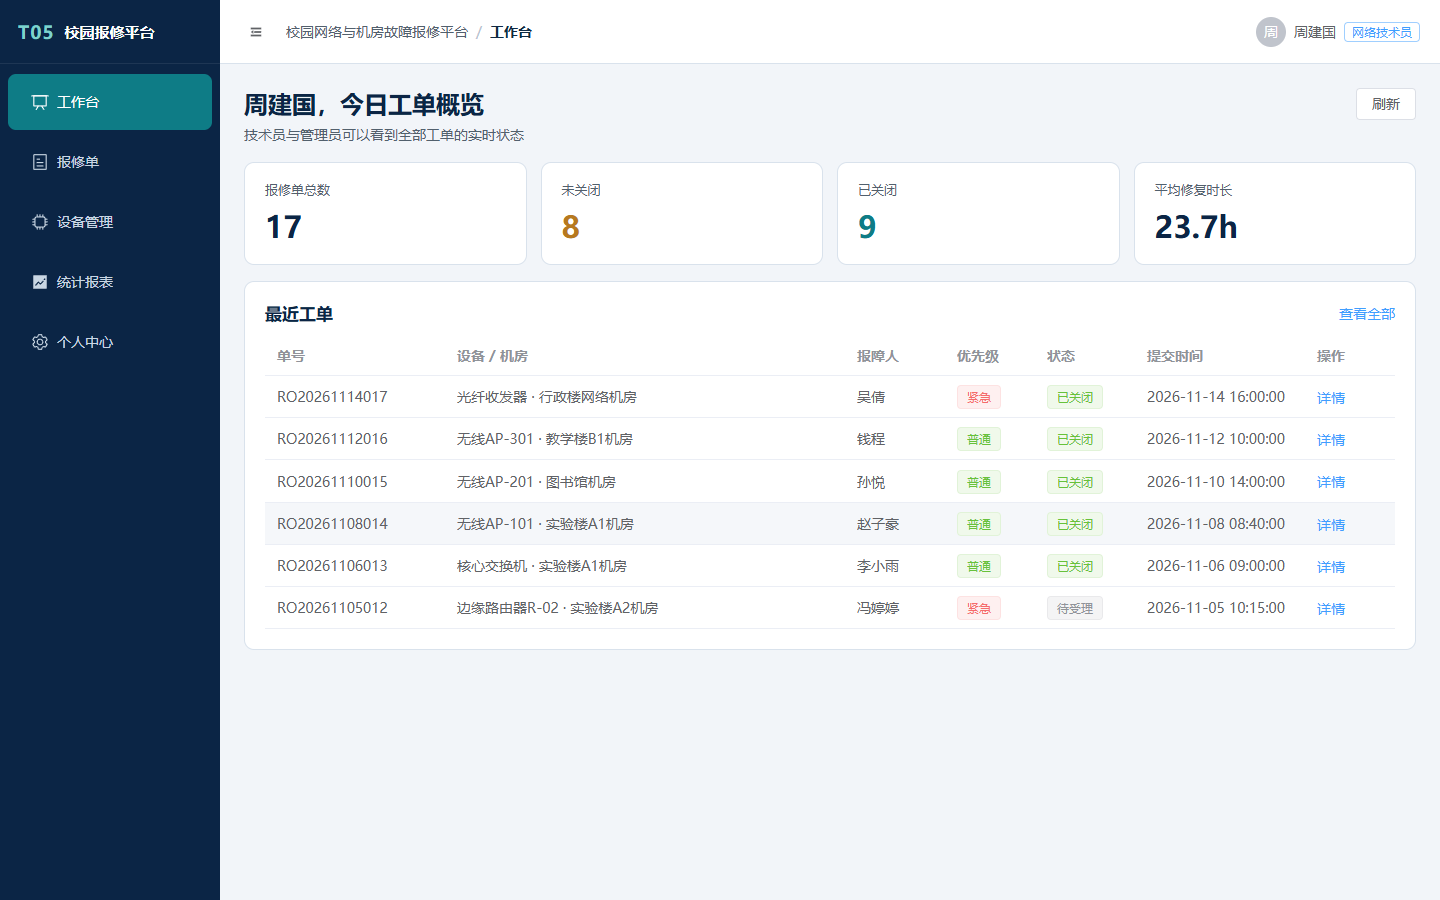 T05 校园报修平台
校园网络与机房故障报修平台 / 工作台
周 周建国 网络技术员
工作台
报修单
设备管理
统计报表
个人中心
周建国，今日工单概览
刷新
技术员与管理员可以看到全部工单的实时状态
报修单总数 未关闭 已关闭 平均修复时长
17 8 9 23.7h
最近工单 查看全部
单号 设备 / 机房 报障人 优先级 状态 提交时间 操作
RO20261114017 光纤收发器 · 行政楼网络机房 吴倩 紧急 已关闭 2026-11-14 16:00:00 详情
RO20261112016 无线AP-301 · 教学楼B1机房 钱程 普通 已关闭 2026-11-12 10:00:00 详情
RO20261110015 无线AP-201 · 图书馆机房 孙悦 普通 已关闭 2026-11-10 14:00:00 详情
RO20261108014 无线AP-101 · 实验楼A1机房 赵子豪 普通 已关闭 2026-11-08 08:40:00 详情
RO20261106013 核心交换机 · 实验楼A1机房 李小雨 普通 已关闭 2026-11-06 09:00:00 详情
RO20261105012 边缘路由器R-02 · 实验楼A2机房 冯婷婷 紧急 待受理 2026-11-05 10:15:00 详情